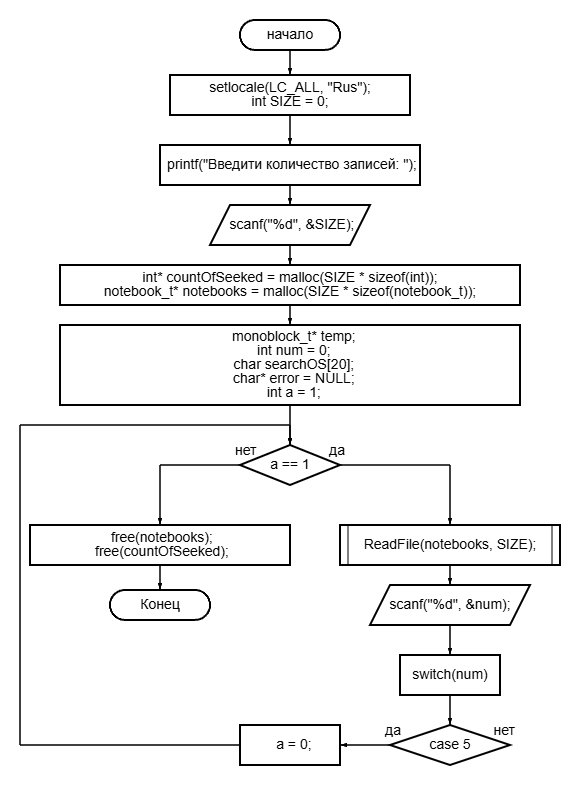 начало
setlocale(LC_ALL, "Rus");
int SIZE = 0;
printf("Введити количество записей: ");
scanf("%d", &SIZE);
int* countOfSeeked = malloc(SIZE * sizeof(int));
notebook_t* notebooks = malloc(SIZE * sizeof(notebook_t));
monoblock_t* temp;
int num = 0;
char searchOS[20];
char* error = NULL;
int a = 1;
нет
да
a == 1
free(notebooks);
free(countOfSeeked);
ReadFile(notebooks, SIZE);
Конец
scanf("%d", &num);
switch(num)
да
нет
a = 0;
case 5